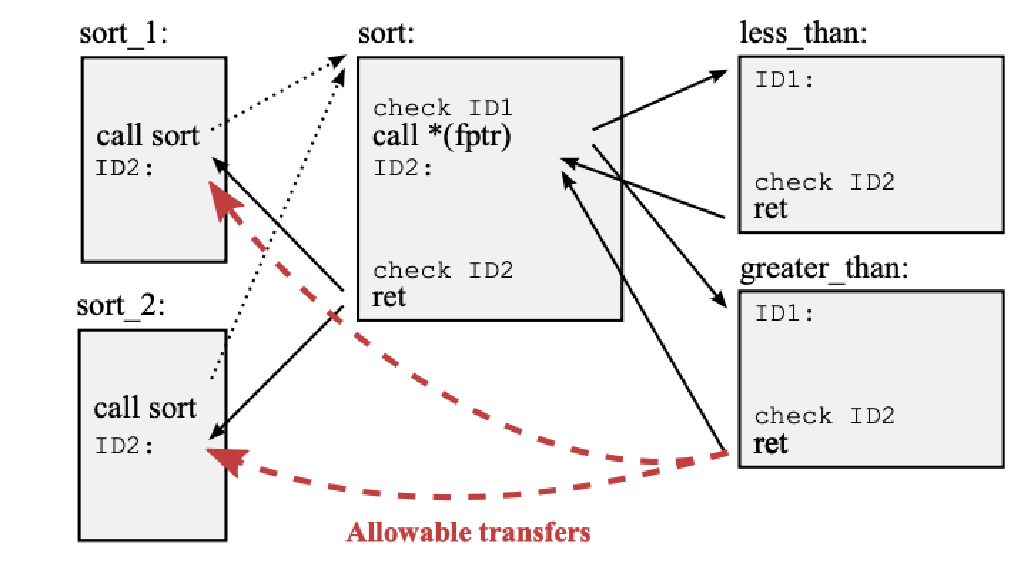 sort_1:
call sort
ID2:
sort_2:
call sort
ID2:
sort:
check ID1
call *(fptr)
ID2:
check ID2
ret
less_than:
ID1:
check ID2
ret
greater_than:
ID1:
check ID2
ret
Allowable transfers